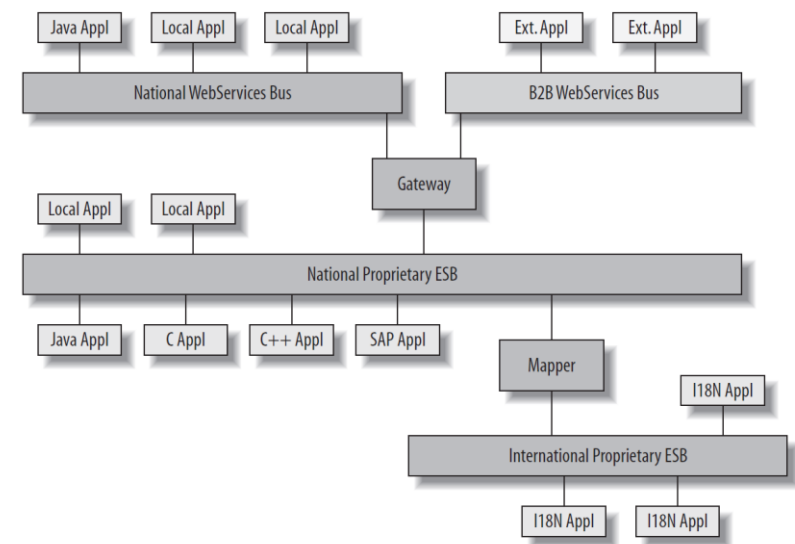 Java Appl
Local Appl
Local Appl
Ext. Appl
Ext. Appl
National WebServices Bus
B2B WebServices Bus
Gateway
Local Appl
Local Appl
National Proprietary ESB
Java Appl
C Appl
C++ Appl
SAP Appl
Mapper
I18N Appl
International Proprietary ESB
I18N Appl
I18N Appl